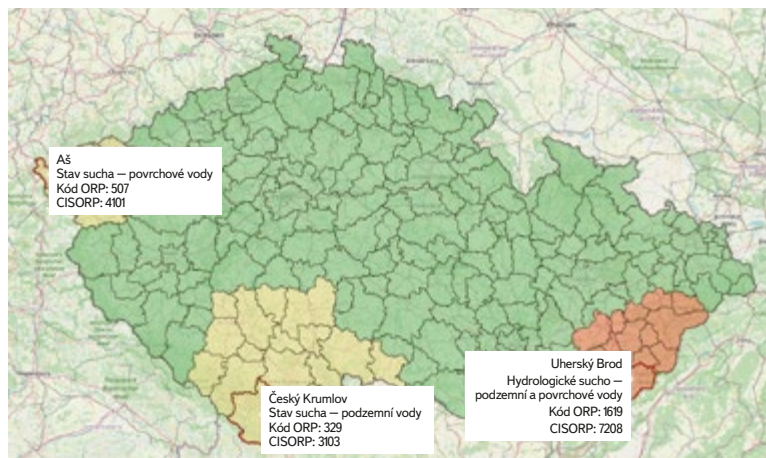 Aš
Stav sucha – povrchové vody
Kód ORP: 507
CISORP: 4101
Český Krumlov
Stav sucha – podzemní vody
Kód ORP: 329
CISORP: 3103
Uherský Brod
Hydrologické sucho –
podzemní a povrchové vody
Kód ORP: 1619
CISORP: 7208